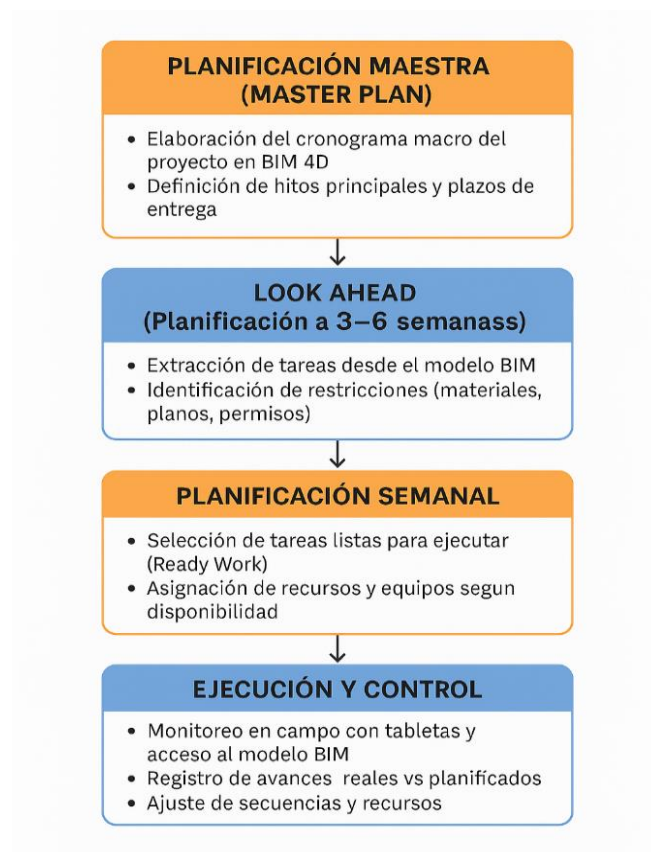 PLANIFICACIÓN MAESTRA
(MASTER PLAN)
• Elaboración del cronograma macro del
proyecto en BIM 4D
• Definición de hitos principales y plazos de
entrega
LOOK AHEAD
(Planificación a 3–6 semanass)
• Extracción de tareas desde el modelo BIM
• Identificación de restricciones (materiales,
planos, permisos)
PLANIFICACIÓN SEMANAL
• Selección de tareas listas para ejecutar
(Ready Work)
• Asignación de recursos y equipos segun
disponibilidad
EJECUCIÓN Y CONTROL
• Monitoreo en campo con tabletas y
acceso al modelo BIM
• Registro de avances reales vs planificados
• Ajuste de secuencias y recursos